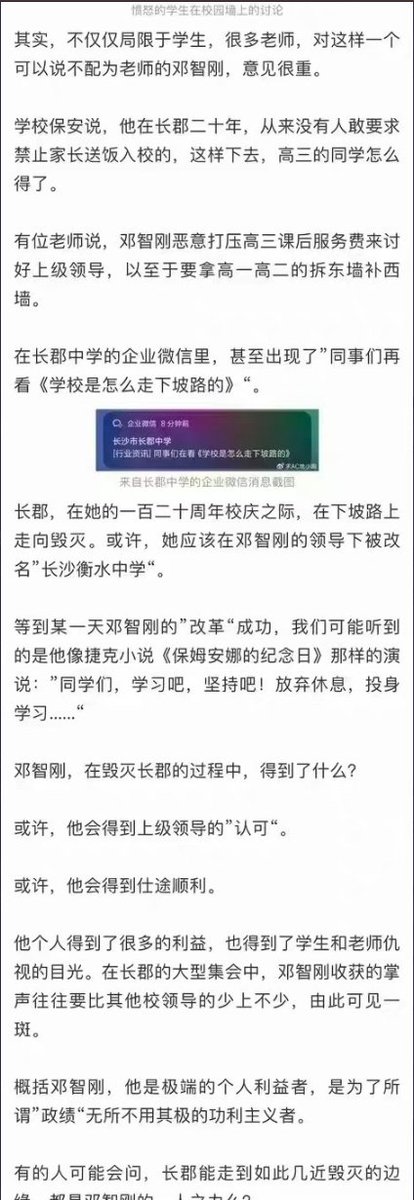 愤怒的学生在校园墙上的讨论
其实，不仅仅局限于学生，很多老师，对这样一个
可以说不配为老师的邓智刚，意见很重。
学校保安说，他在长郡二十年，从来没有人敢要求
禁止家长送饭入校的，这样下去，高三的同学怎么
得了。
有位老师说，邓智刚恶意打压高三课后服务费来讨
好上级领导，以至于要拿高一高二的拆东墙补西
墙。
在长郡中学的企业微信里，甚至出现了”同事们再
看《学校是怎么走下坡路的》“。
企业微信 8 分钟前
长沙市长郡中学
[行业资讯] 同事们在看《学校是怎么走下坡路的》
来自长郡中学的企业微信消息截图
长郡，在她的一百二十周年校庆之际，在下坡路上
走向毁灭。或许，她应该在邓智刚的领导下被改
名”长沙衡水中学“。
等到某一天邓智刚的”改革“成功，我们可能听到
的是他像捷克小说《保姆安娜的纪念日》那样的演
说：”同学们，学习吧，坚持吧！放弃休息，投身
学习......“
邓智刚，在毁灭长郡的过程中，得到了什么？
或许，他会得到上级领导的”认可“。
或许，他会得到仕途顺利。
他个人得到了很多的利益，也得到了学生和老师仇
视的目光。在长郡的大型集会中，邓智刚收获的掌
声往往要比其他校领导的少上不少，由此可见一
斑。
概括邓智刚，他是极端的个人利益者，是为了所
谓”政绩“无所不用其极的功利主义者。
有的人可能会问，长郡能走到如此几近毁灭的边
缘，都是邓智刚的一人之力么？